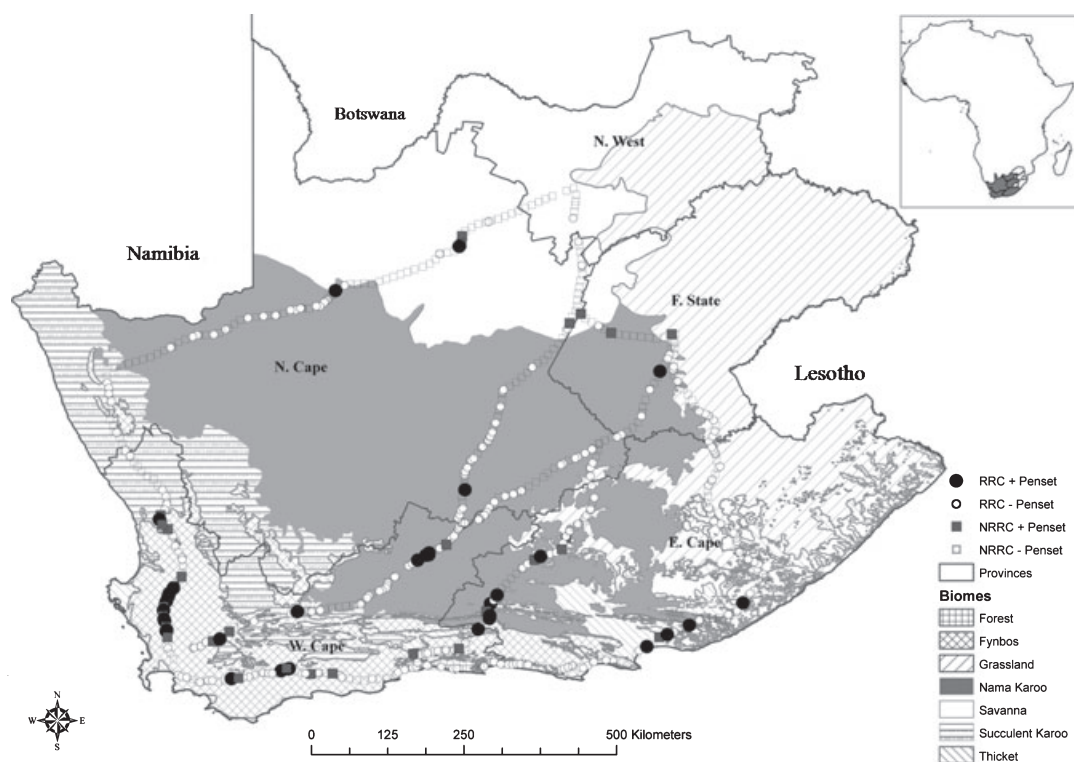 Botswana
N. West
Namibia
F. State
N. Cape
Lesotho
E. Cape
W. Cape
RRC + Penset
RRC - Penset
NRRC + Penset
NRRC - Penset
Provinces
Biomes
Forest
Fynbos
Grassland
Nama Karoo
Savanna
Succulent Karoo
Thicket
N
W E
S
0 125 250 500 Kilometers